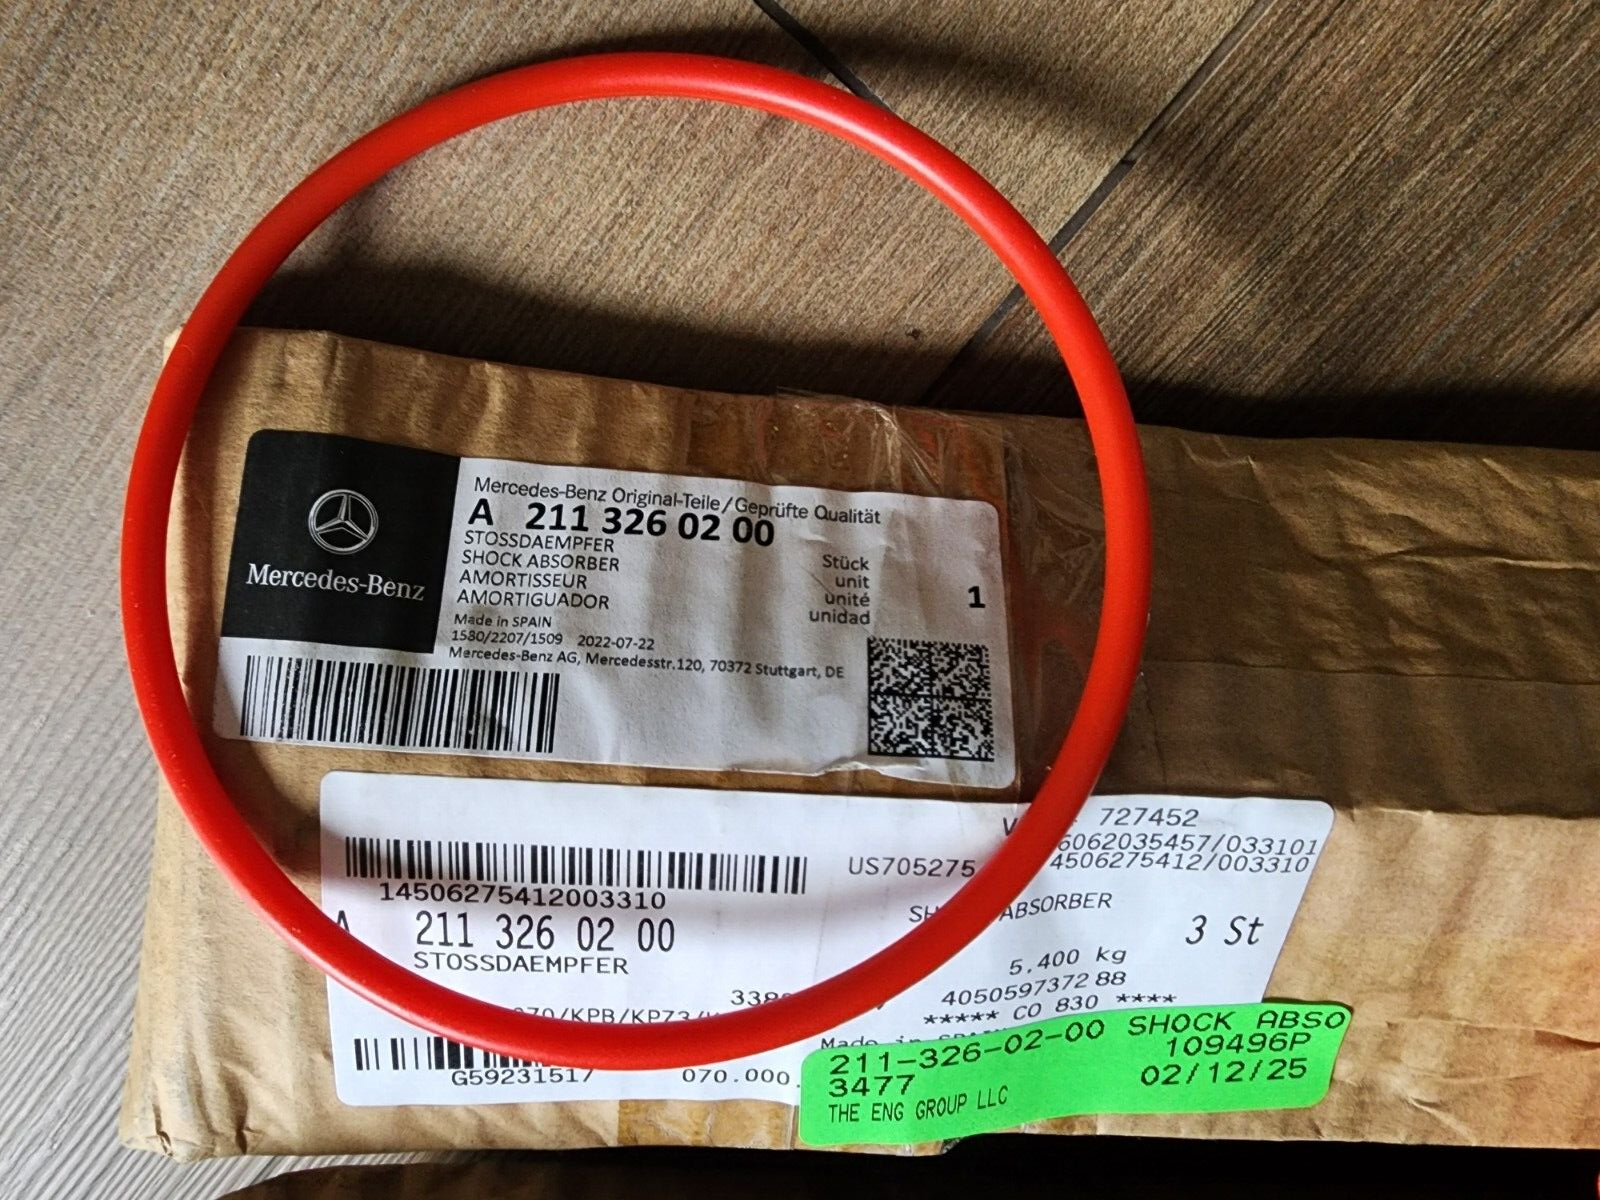 Mercedes-Benz
Mercedes-Benz Original-Teile/Geprüfte Qualität
A 211 326 02 00
STOSSDAEMPFER
SHOCK ABSORBER
AMORTISSEUR
AMORTIGUADOR
Stück
unit
unité
unidad
1
Made in SPAIN
1580/2207/1509 2022-07-22
Mercedes-Benz AG, Mercedesstr.120, 70372 Stuttgart, DE
727452
6062035457/033101
US705275
4506275412/003310
14506275412003310
A 211 326 02 00
STOSSDAEMPFER
ABSORBER
3 St
5,400 kg
4050597372 88
***** CO 830 ****
Made in
070.000.
211-326-02-00 SHOCK ABSO
109496P
3477
02/12/25
THE ENG GROUP LLC